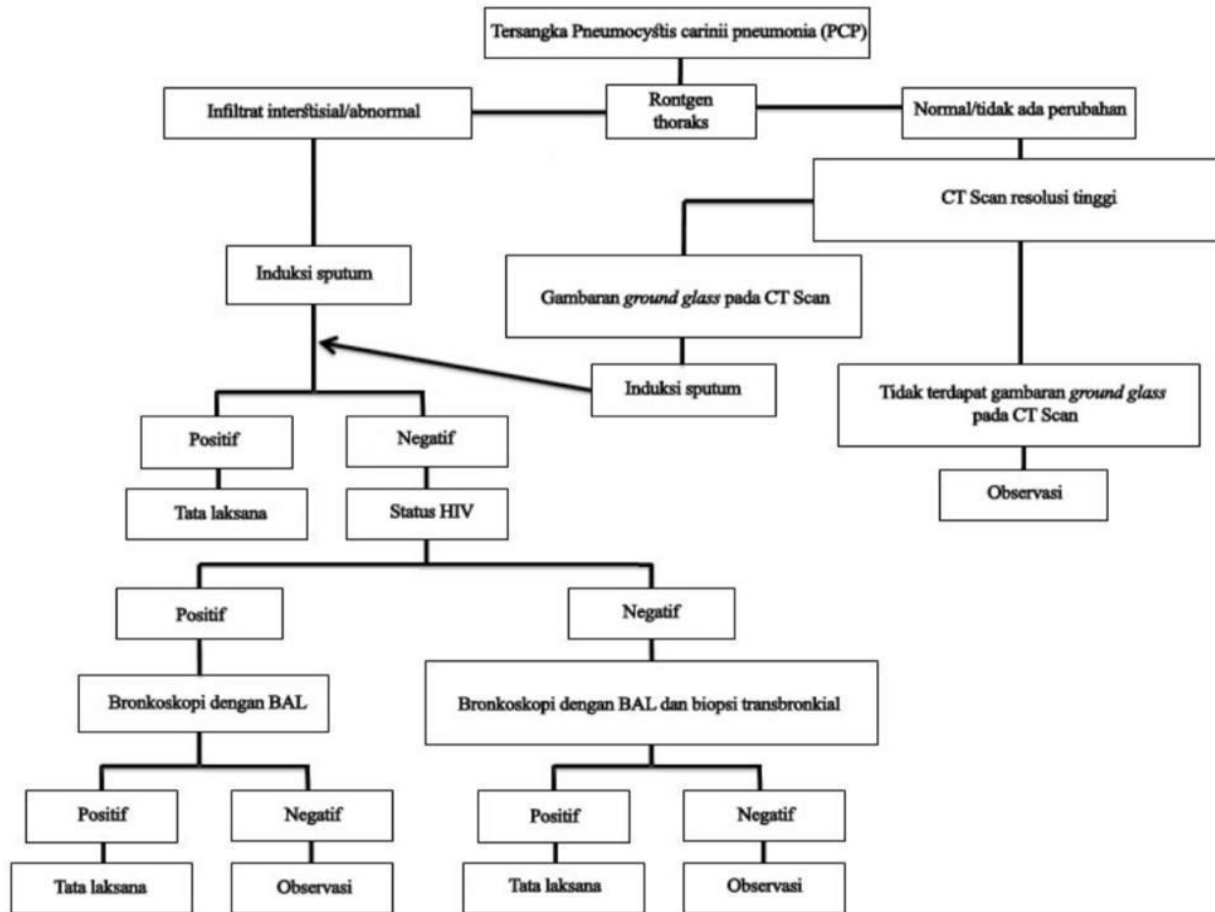 Tersangka Pneumocystis carinii pneumonia (PCP)
Infiltrat interstisial/abnormal
Rontgen
thoraks
Normal/tidak ada perubahan
CT Scan resolusi tinggi
Induksi sputum
Gambaran ground glass pada CT Scan
Induksi sputum
Tidak terdapat gambaran ground glass
pada CT Scan
Observasi
Positif
Negatif
Tata laksana
Status HIV
Positif
Negatif
Bronkoskopi dengan BAL
Bronkoskopi dengan BAL dan biopsi transbronkial
Positif
Negatif
Positif
Negatif
Tata laksana
Observasi
Tata laksana
Observasi